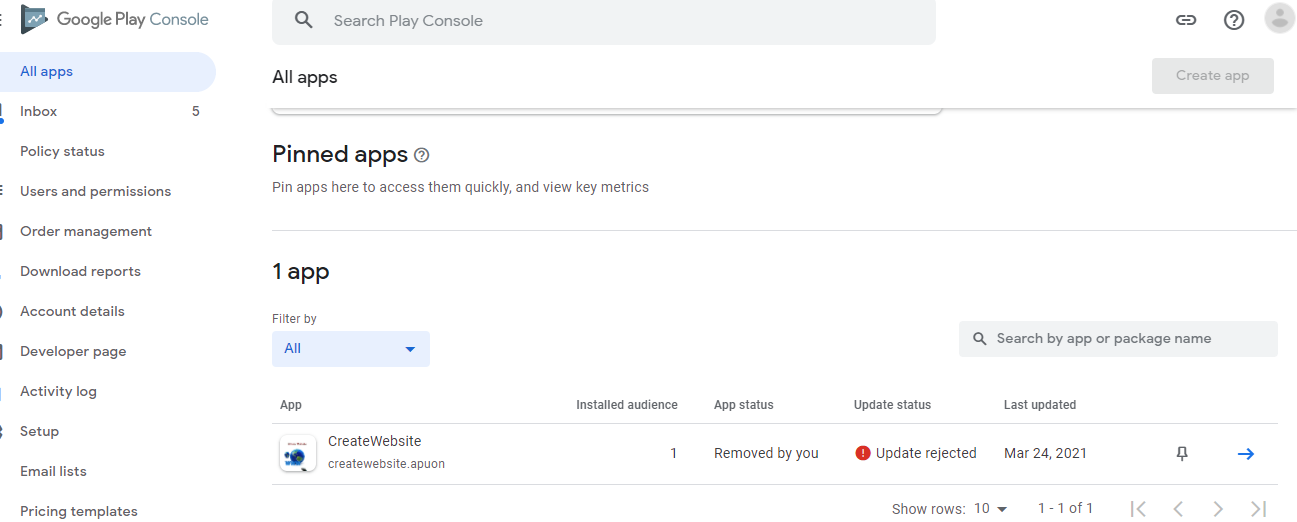 Google Play Console
Search Play Console
All apps
All apps
Create app
Inbox 5
Policy status
Users and permissions
Order management
Download reports
Account details
Developer page
Activity log
Setup
Email lists
Pricing templates
Pinned apps
Pin apps here to access them quickly, and view key metrics
1 app
Filter by
All
Search by app or package name
App Installed audience App status Update status Last updated
CreateWebsite
createwebsite.apuon
1 Removed by you Update rejected Mar 24, 2021
Show rows: 10 1 - 1 of 1